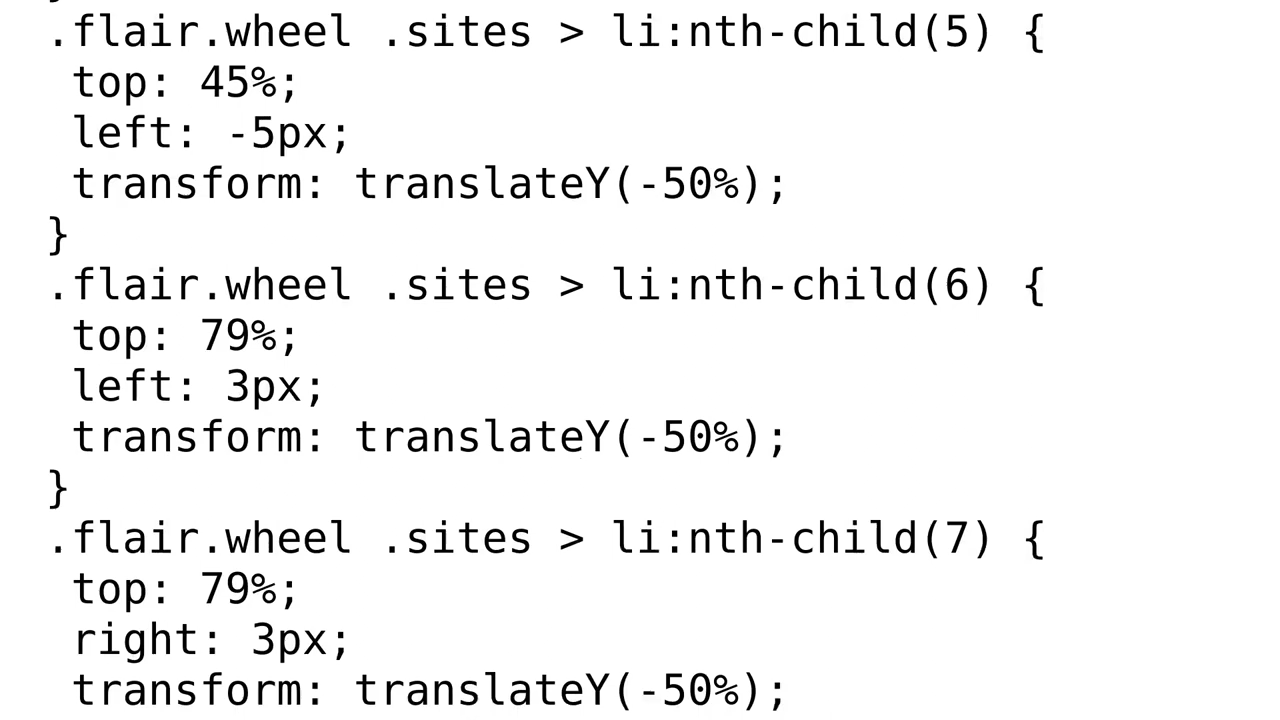 }
.flair.wheel .sites > li:nth-child(5) {
 top: 45%;
 left: -5px;
 transform: translateY(-50%);
}
.flair.wheel .sites > li:nth-child(6) {
 top: 79%;
 left: 3px;
 transform: translateY(-50%);
}
.flair.wheel .sites > li:nth-child(7) {
 top: 79%;
 right: 3px;
 transform: translateY(-50%);